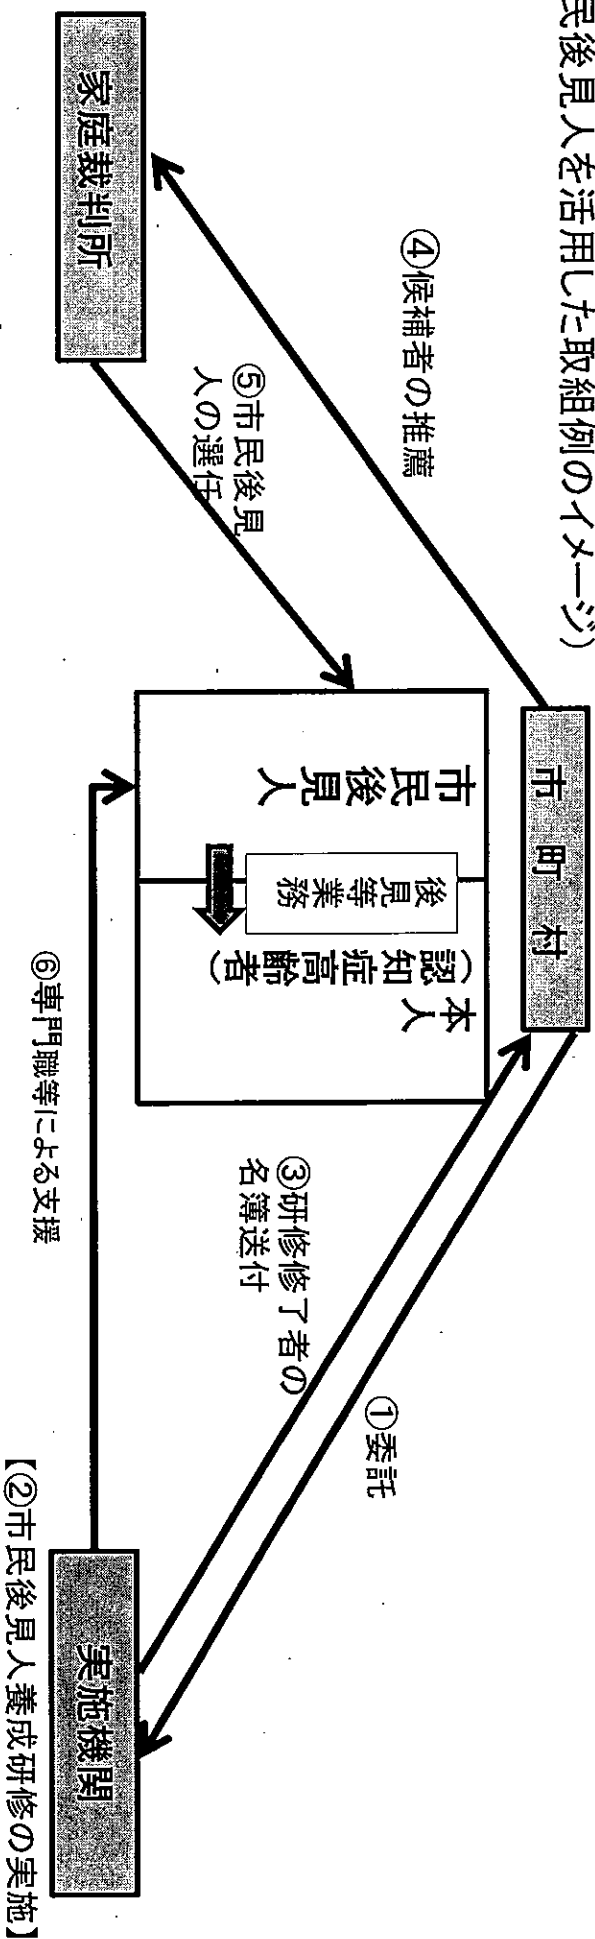 民後見人を活用した取組例のイメージ)
市町村
④候補者の推薦
①委託
家庭裁判所
⑤市民後見
人の選任
市民後見人
後見等業
務
本人
(認知症高齢者)
③研修修了者の
名簿送付
実施機関
⑥専門職等による支援
【②市民後見人養成研修の実施】